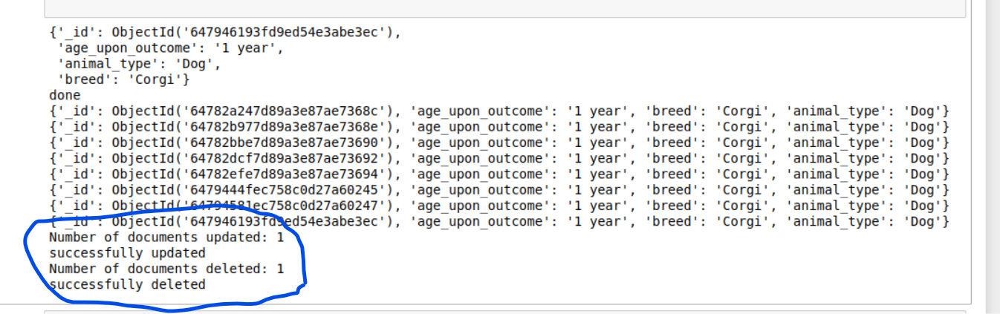 {'_id': ObjectId('647946193fd9ed54e3abe3ec'),
 'age_upon_outcome': '1 year',
 'animal_type': 'Dog',
 'breed': 'Corgi'}
done
{'_id': ObjectId('64782a247d89a3e87ae7368c'), 'age_upon_outcome': '1 year', 'breed': 'Corgi', 'animal_type': 'Dog'}
{'_id': ObjectId('64782b977d89a3e87ae7368e'), 'age_upon_outcome': '1 year', 'breed': 'Corgi', 'animal_type': 'Dog'}
{'_id': ObjectId('64782bbe7d89a3e87ae73690'), 'age_upon_outcome': '1 year', 'breed': 'Corgi', 'animal_type': 'Dog'}
{'_id': ObjectId('64782dcf7d89a3e87ae73692'), 'age_upon_outcome': '1 year', 'breed': 'Corgi', 'animal_type': 'Dog'}
{'_id': ObjectId('64782efe7d89a3e87ae73694'), 'age_upon_outcome': '1 year', 'breed': 'Corgi', 'animal_type': 'Dog'}
{'_id': ObjectId('6479444fec758c0d27a60245'), 'age_upon_outcome': '1 year', 'breed': 'Corgi', 'animal_type': 'Dog'}
{'_id': ObjectId('64794581ec758c0d27a60247'), 'age_upon_outcome': '1 year', 'breed': 'Corgi', 'animal_type': 'Dog'}
{'_id': ObjectId('647946193fd9ed54e3abe3ec'), 'age_upon_outcome': '1 year', 'breed': 'Corgi', 'animal_type': 'Dog'}
Number of documents updated: 1
successfully updated
Number of documents deleted: 1
successfully deleted